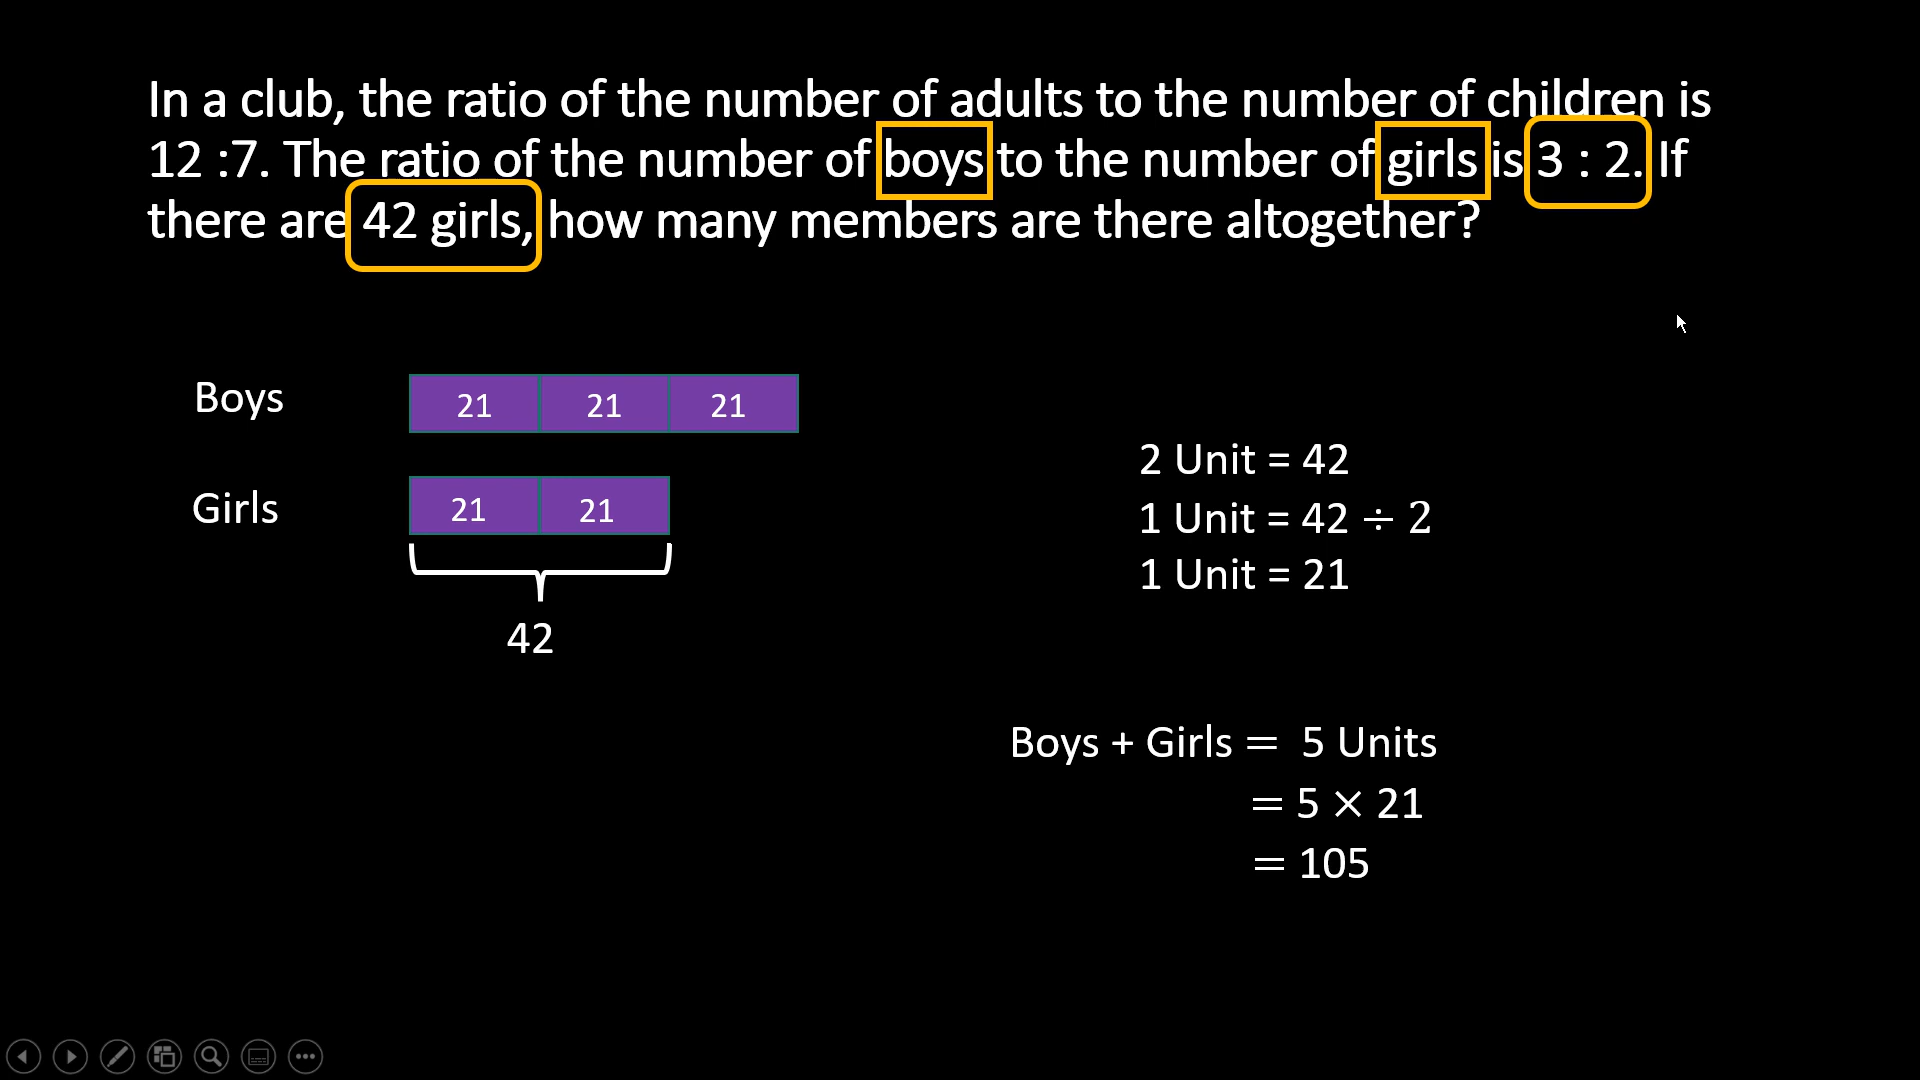 In a club, the ratio of the number of adults to the number of children is
12 :7. The ratio of the number of boys to the number of girls is 3 : 2. If
there are 42 girls, how many members are there altogether?
Boys
21 21 21
Girls
21 21
42
2 Unit = 42
1 Unit = 42 ÷ 2
1 Unit = 21
Boys + Girls = 5 Units
= 5 × 21
= 105